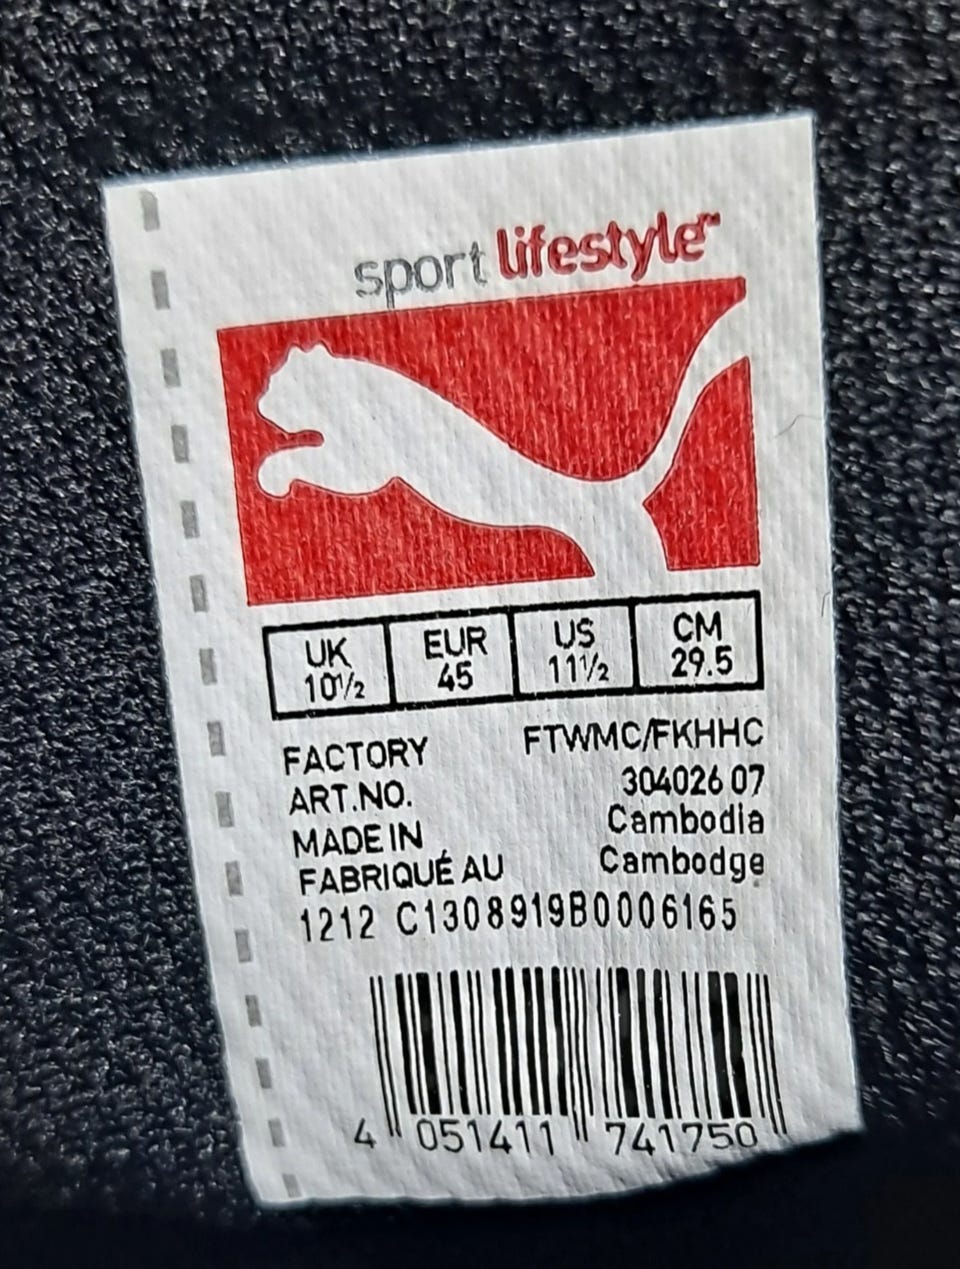 sport lifestyle™
UK EUR US CM
10½ 45 11½ 29.5
FACTORY FTWMC/FKHHC
ART.NO. 304026 07
MADE IN Cambodia
FABRIQUÉ AU Cambodge
1212 C1308919B0006165
4 051411 741750